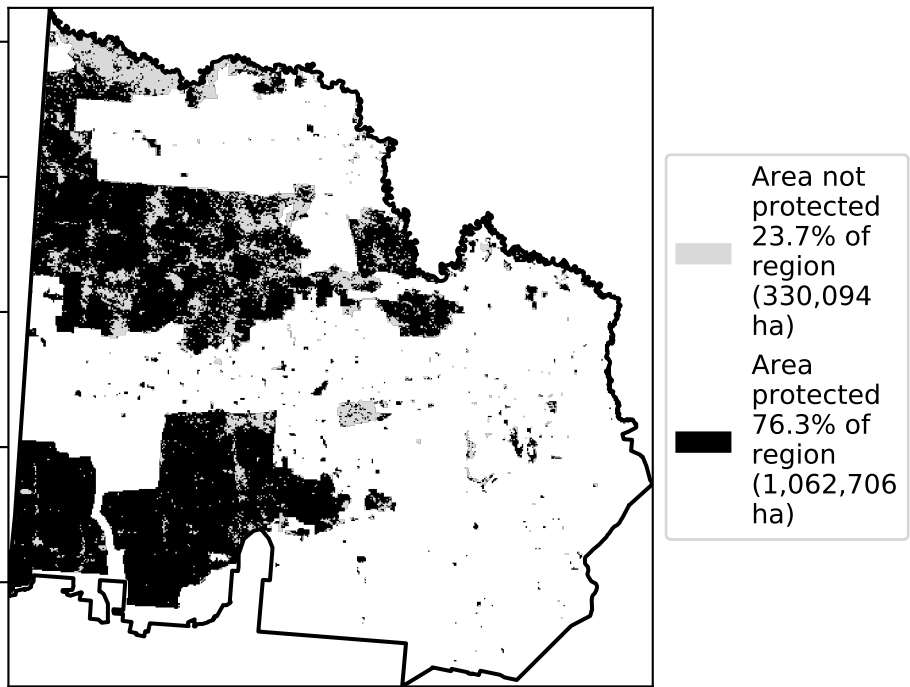 Area not
protected
23.7% of
region
(330,094
ha)
Area
protected
76.3% of
region
(1,062,706
ha)